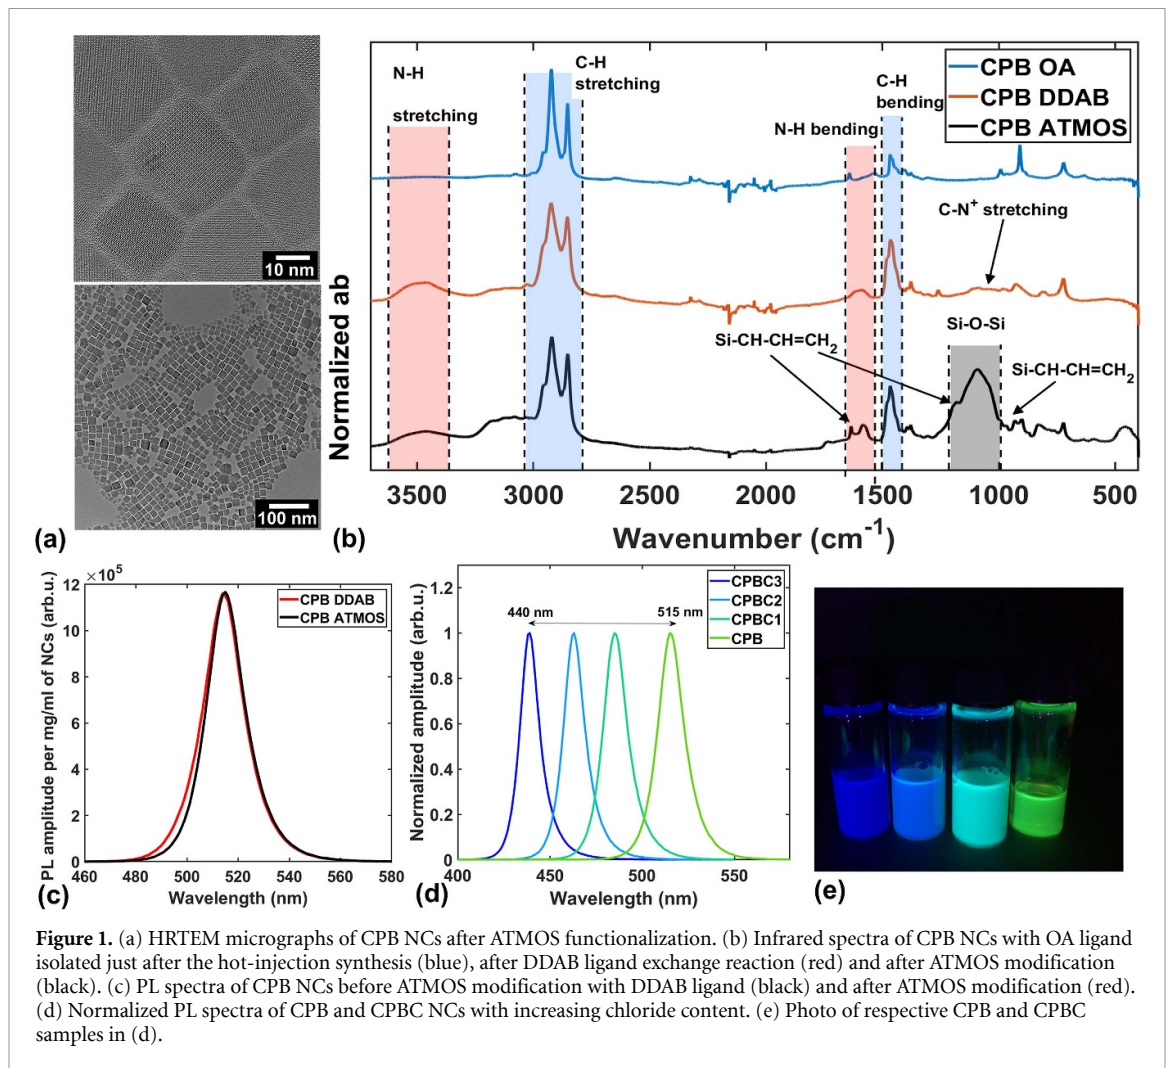 10 nm
100 nm
(a)
N-H
stretching
C-H
stretching
N-H bending
C-H
bending
CPB OA
CPB DDAB
CPB ATMOS
C-N+ stretching
Si-O-Si
Si-CH-CH=CH2
Si-CH-CH=CH2
Normalized ab
3500 3000 2500 2000 1500 1000 500
Wavenumber (cm-1)
(b)
×10^5
12
10
8
6
4
2
0
PL amplitude per mg/ml of NCs (arb.u.)
CPB DDAB
CPB ATMOS
460 480 500 520 540 560 580
Wavelength (nm)
(c)
1.2
1
0.8
0.6
0.4
0.2
0
Normalized amplitude (arb.u.)
440 nm
515 nm
CPBC3
CPBC2
CPBC1
CPB
400 450 500 550
Wavelength (nm)
(d)
(e)
Figure 1. (a) HRTEM micrographs of CPB NCs after ATMOS functionalization. (b) Infrared spectra of CPB NCs with OA ligand
isolated just after the hot-injection synthesis (blue), after DDAB ligand exchange reaction (red) and after ATMOS modification
(black). (c) PL spectra of CPB NCs before ATMOS modification with DDAB ligand (black) and after ATMOS modification (red).
(d) Normalized PL spectra of CPB and CPBC NCs with increasing chloride content. (e) Photo of respective CPB and CPBC
samples in (d).